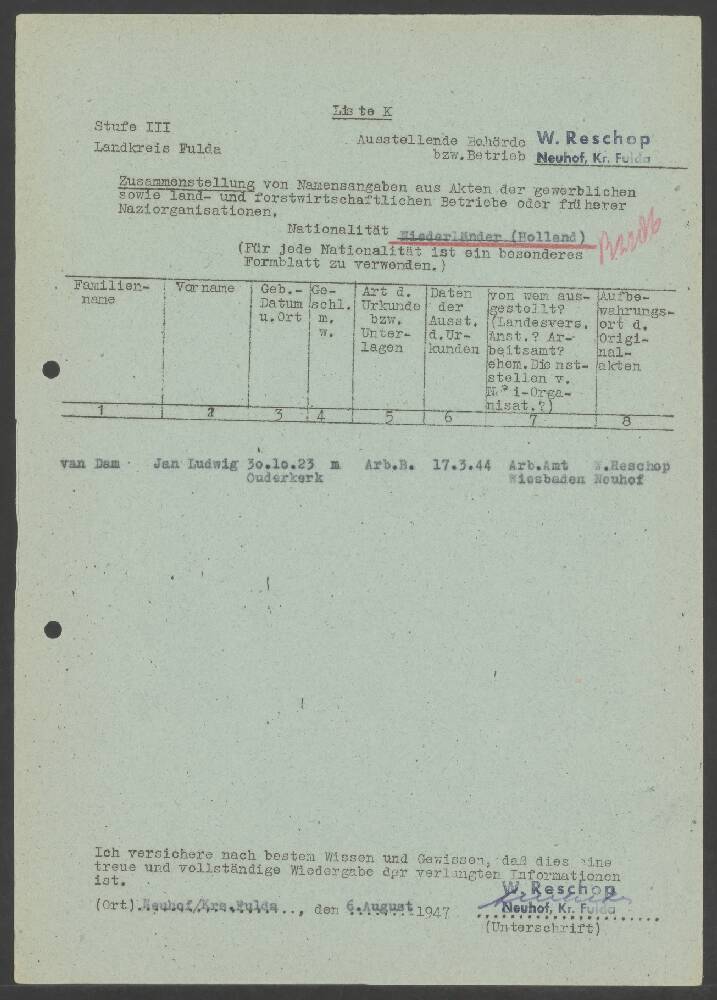 Liste K
Stufe III
Landkreis Fulda
Ausstellende Behörde W. Reschop
bzw. Betrieb Neuhof, Kr. Fulda
Zusammenstellung von Namensangaben aus Akten der gewerblichen
sowie land- und forstwirtschaftlichen Betriebe oder früherer
Naziorganisationen.
Nationalität Niederländer (Holland)
(Für jede Nationalität ist ein besonderes
Formblatt zu verwenden.)
Familien- Vorname Geb.- Ge- Art d. Daten von wem aus- Aufbe-
name Datum schl. Urkunde der gestellt? wahrungs-
u.Ort m. bzw. Ausst. (Landesvers. ort d.
w. Unter- d.Ur- Anst.? Ar- Origi-
lagen kunden beitsamt? nal-
ehem. Dienst- akten
stellen v.
Nazi-Orga-
nisat.?)
1 2 3 4 5 6 7 8
van Dam Jan Ludwig 30.10.23 m Arb.B. 17.3.44 Arb.Amt W.Reschop
Ouderkerk Wiesbaden Neuhof
Ich versichere nach bestem Wissen und Gewissen, daß dies eine
treue und vollständige Wiedergabe der verlangten Informationen
ist.
W. Reschop
(Ort) Neuhof/Krs.Fulda..., den 6.August 1947 Neuhof, Kr. Fulda
(Unterschrift)